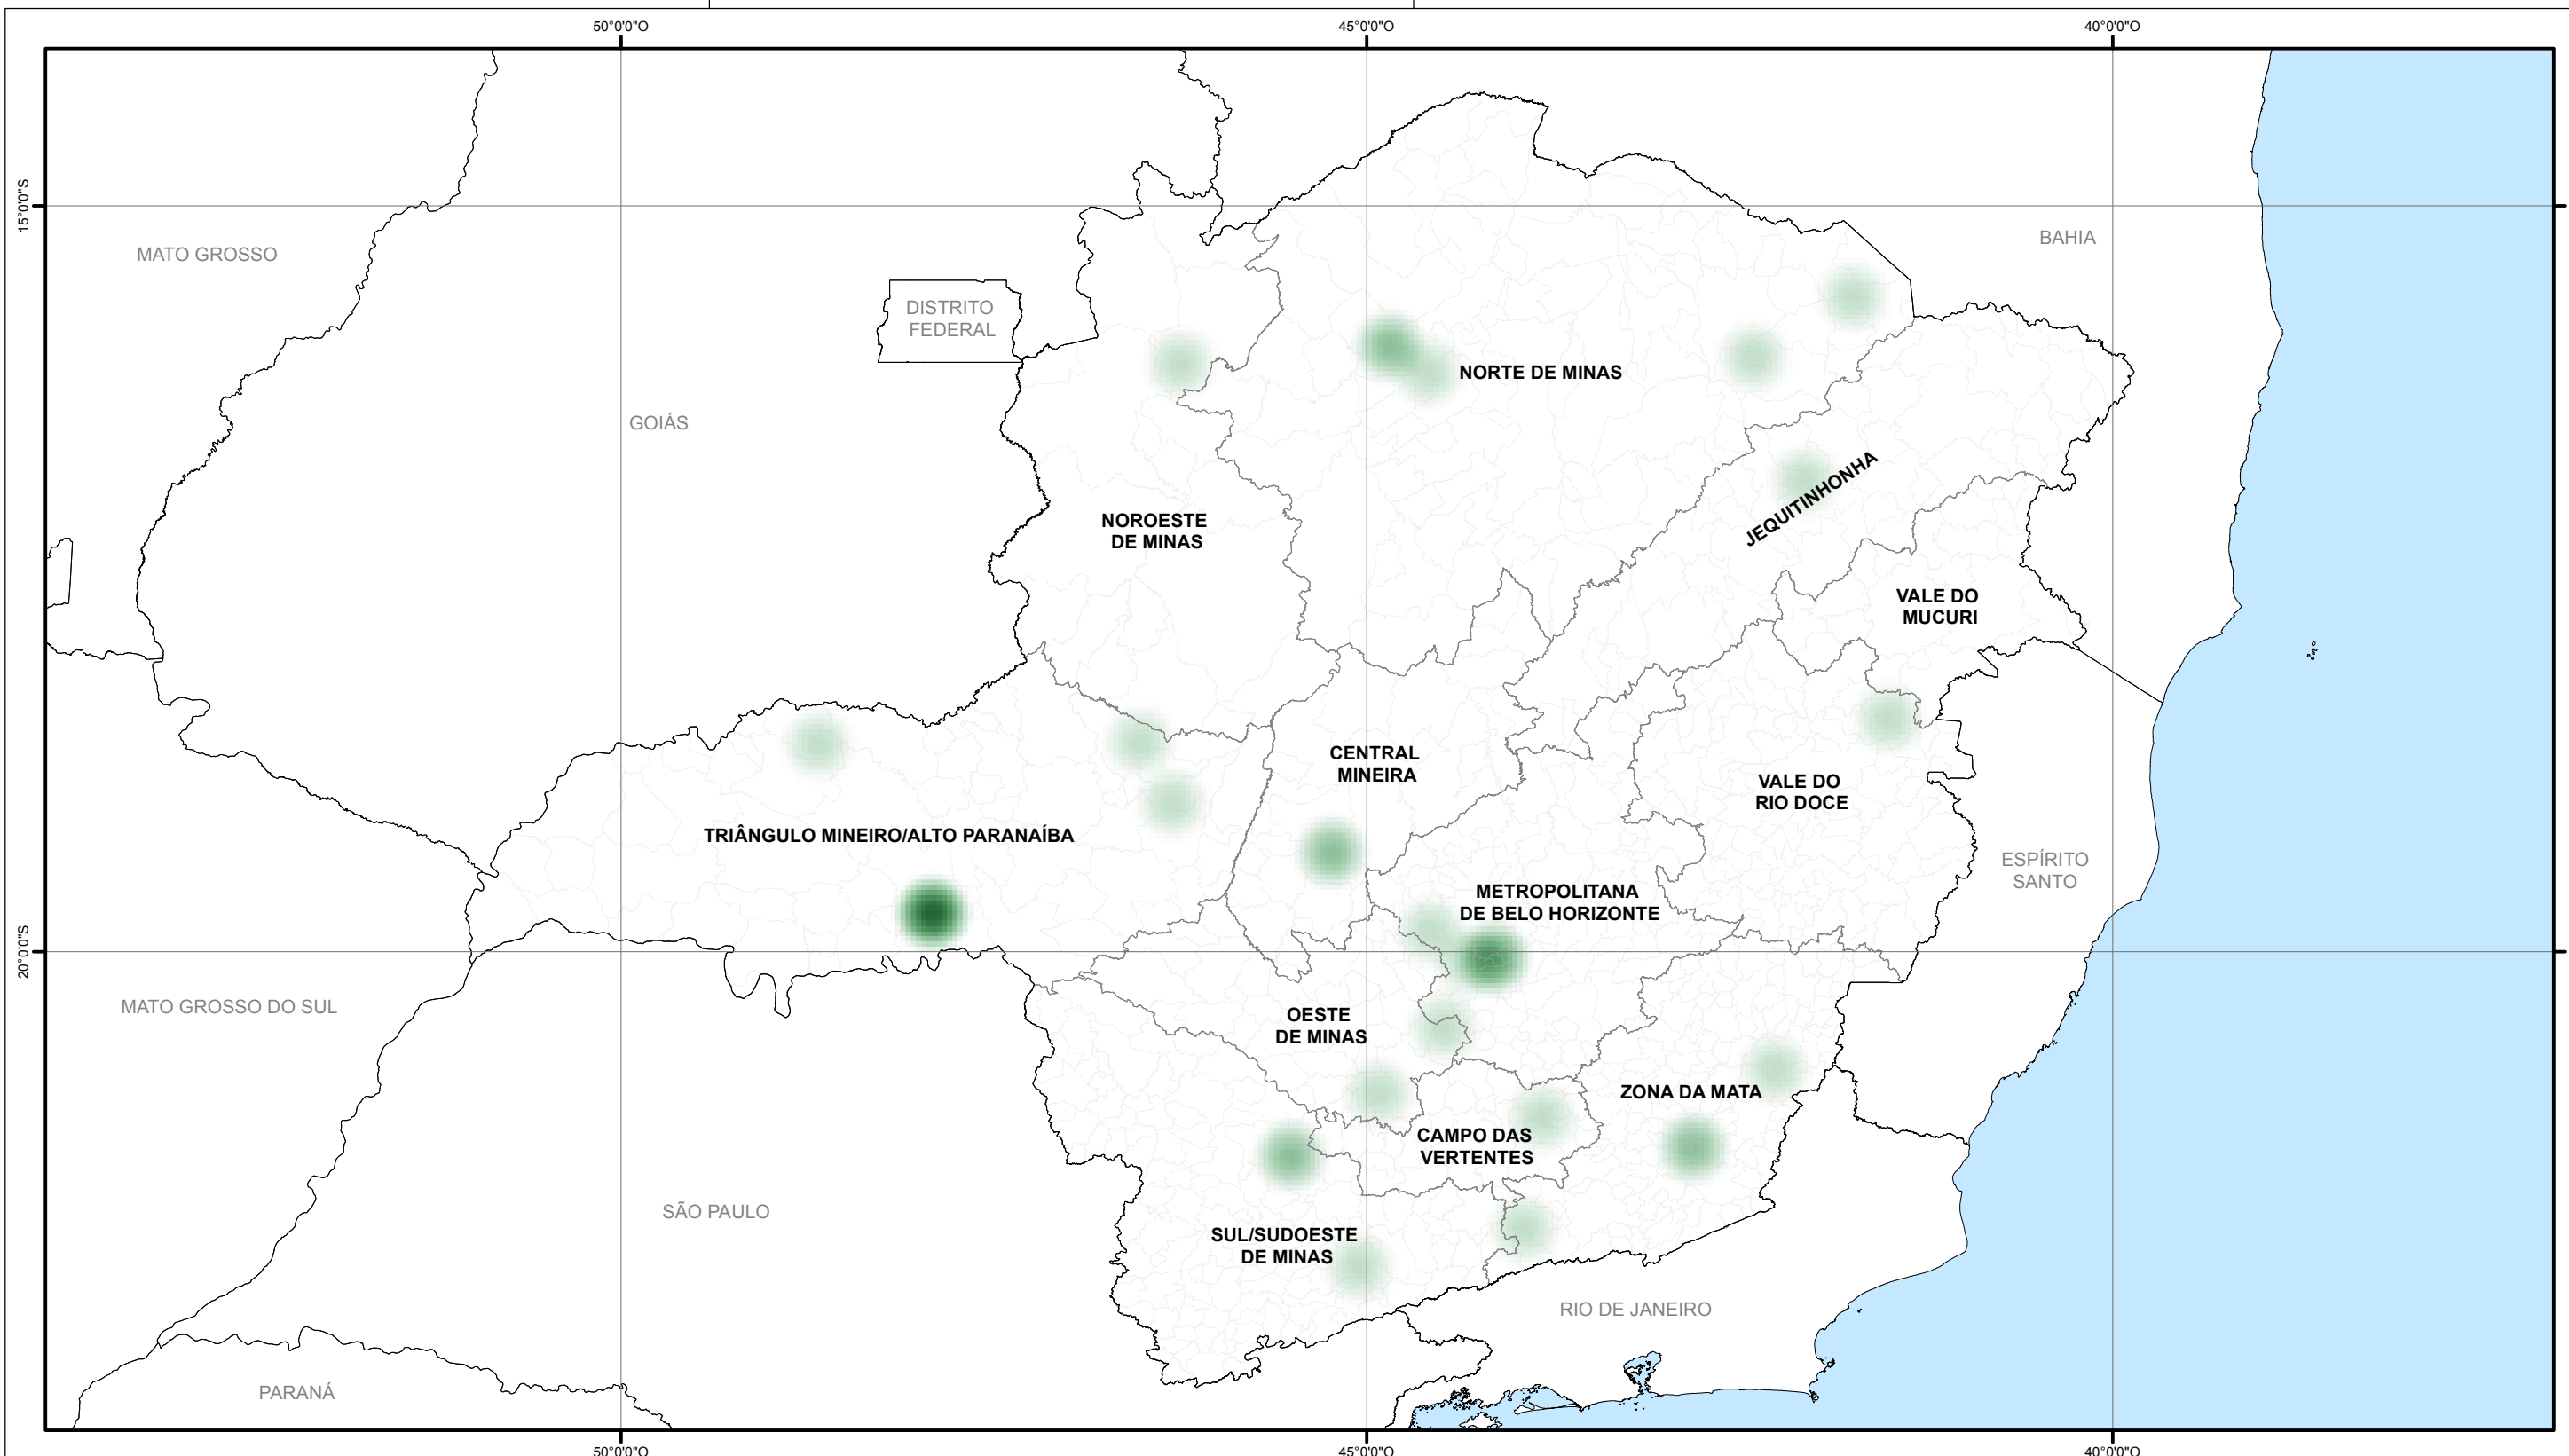 50°0'0"O
45°0'0"O
40°0'0"O
15°0'0"S
MATO GROSSO
BAHIA
DISTRITO
FEDERAL
NORTE DE MINAS
GOIÁS
JEQUITINHONHA
NOROESTE
DE MINAS
VALE DO
MUCURI
CENTRAL
MINEIRA
VALE DO
RIO DOCE
TRIÂNGULO MINEIRO/ALTO PARANAÍBA
ESPÍRITO
SANTO
METROPOLITANA
DE BELO HORIZONTE
20°0'0"S
MATO GROSSO DO SUL
OESTE
DE MINAS
ZONA DA MATA
CAMPO DAS
VERTENTES
SÃO PAULO
SUL/SUDOESTE
DE MINAS
RIO DE JANEIRO
PARANÁ
50°0'0"O
45°0'0"O
40°0'0"O